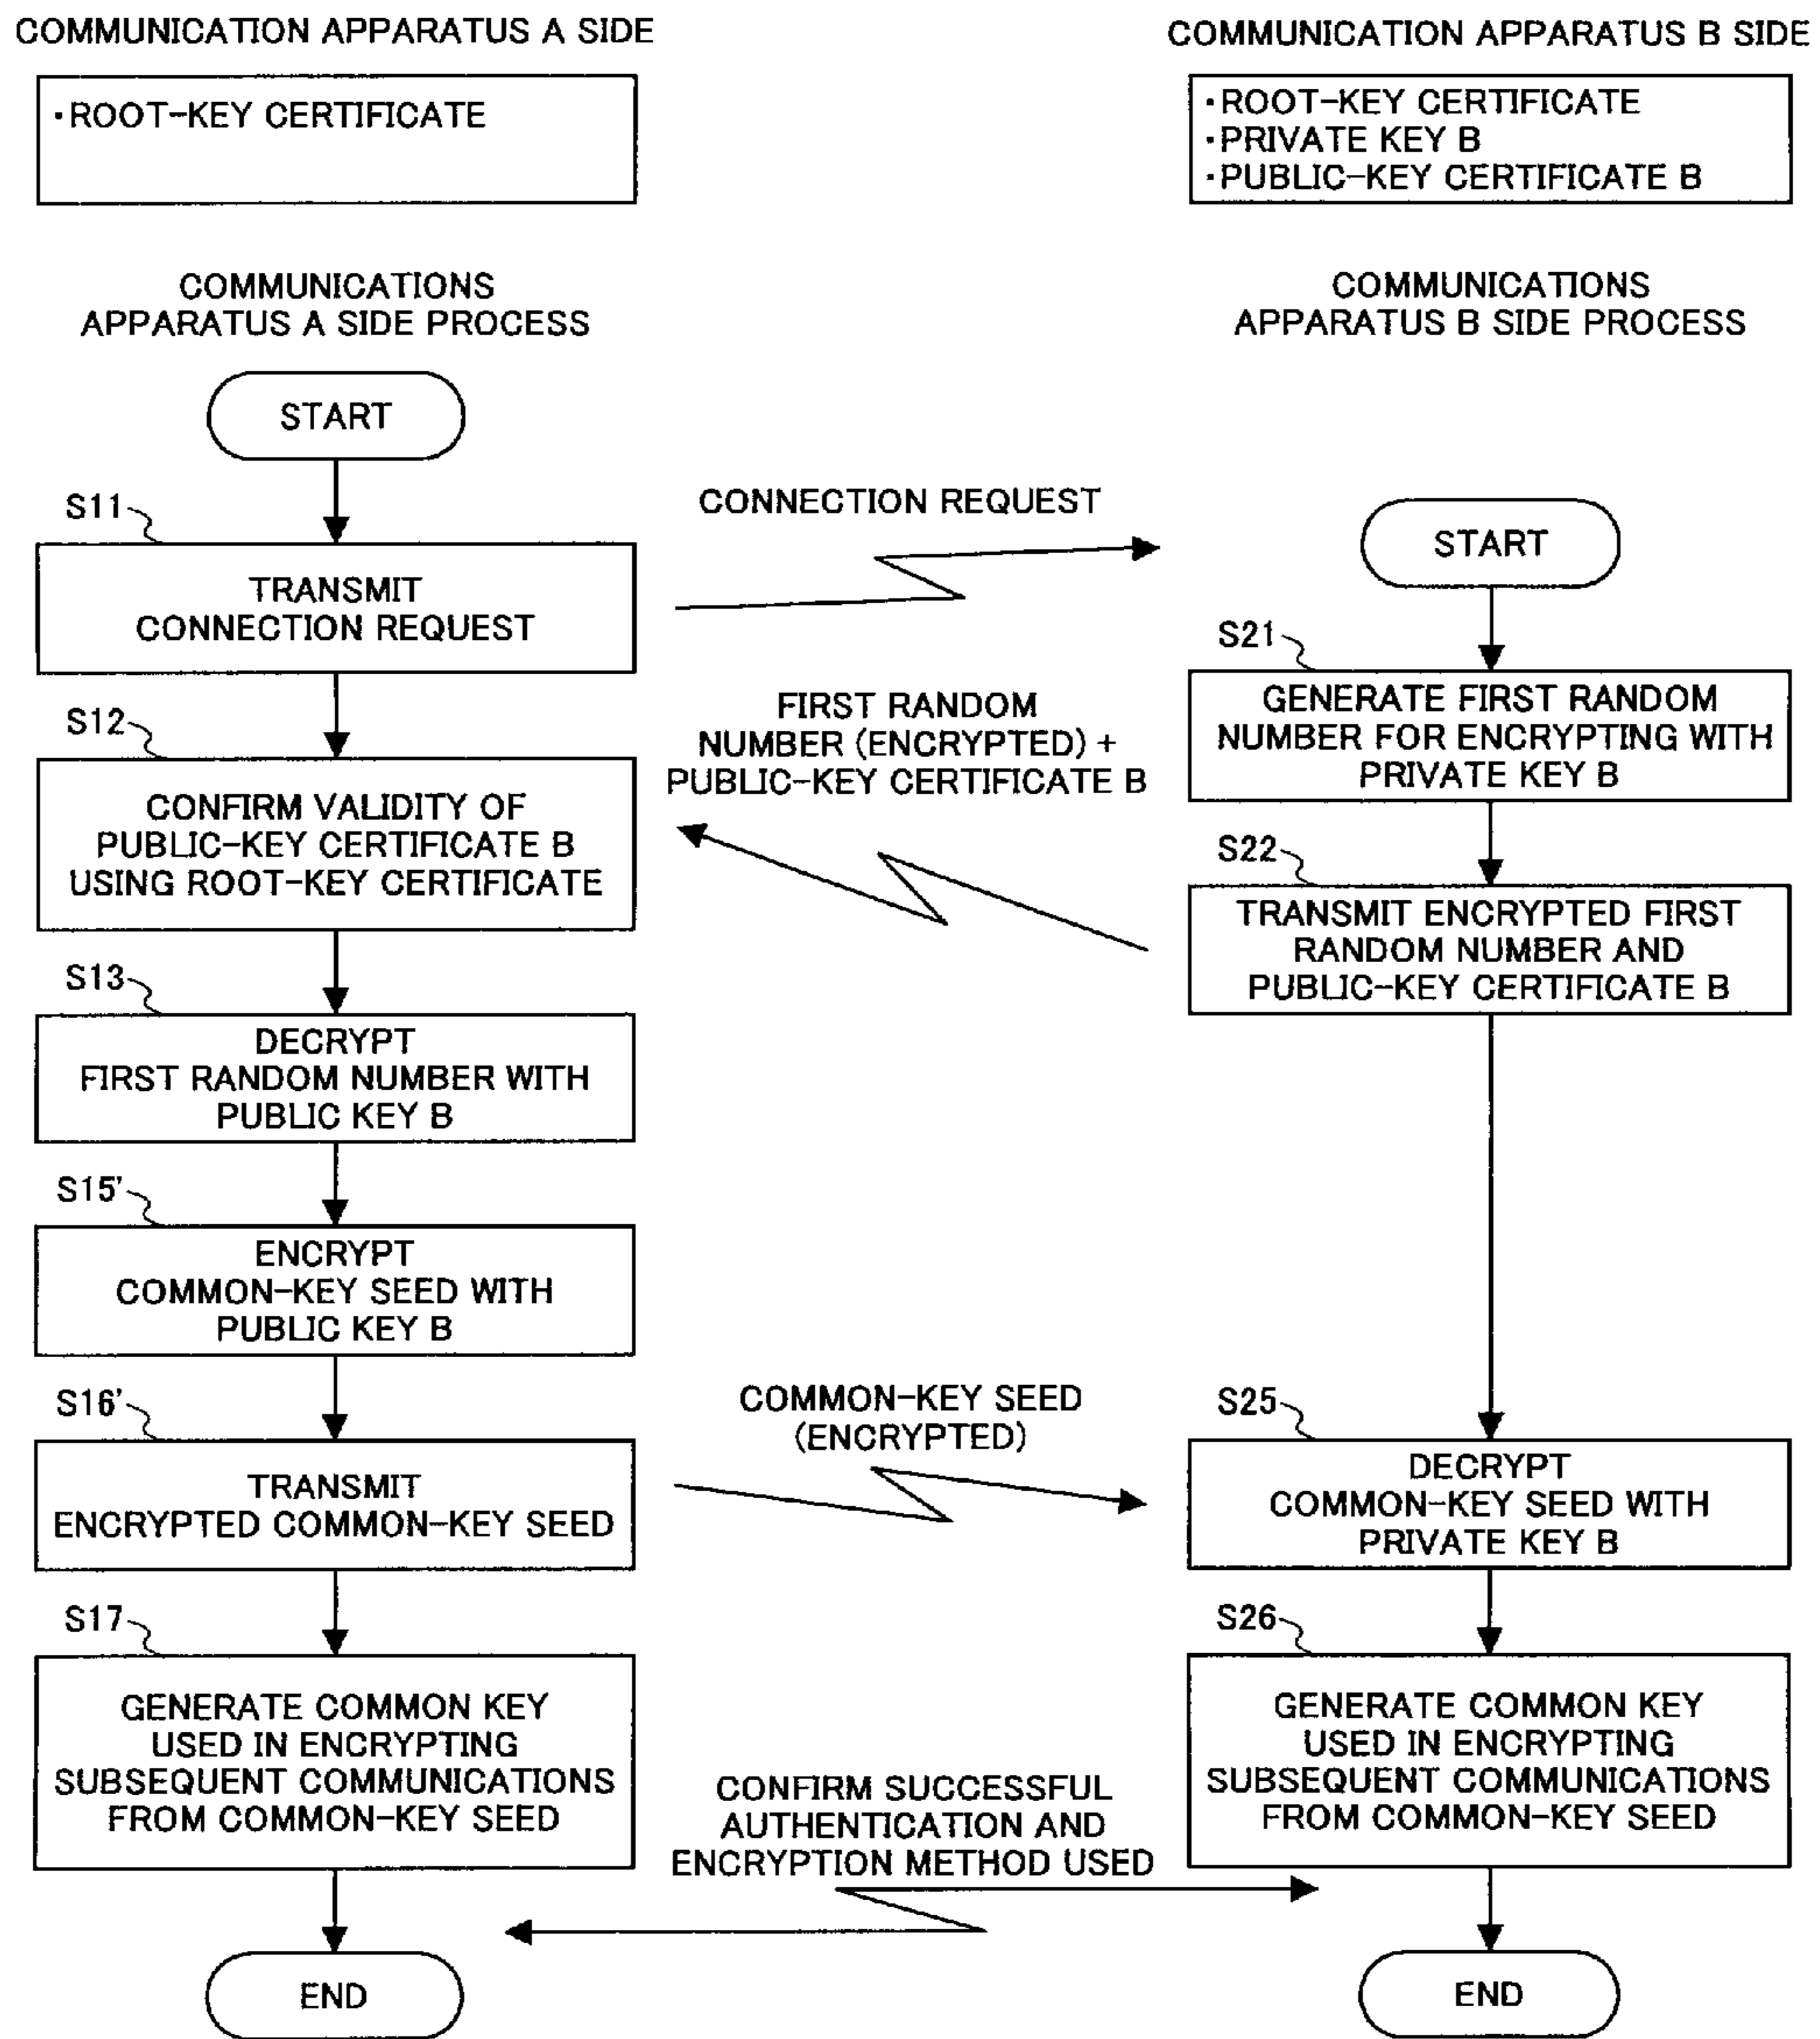 COMMUNICATION APPARATUS A SIDE
・ROOT-KEY CERTIFICATE
COMMUNICATION APPARATUS B SIDE
・ROOT-KEY CERTIFICATE
・PRIVATE KEY B
・PUBLIC-KEY CERTIFICATE B
COMMUNICATIONS
APPARATUS A SIDE PROCESS
COMMUNICATIONS
APPARATUS B SIDE PROCESS
START
S11
TRANSMIT
CONNECTION REQUEST
CONNECTION REQUEST
START
S21
GENERATE FIRST RANDOM
NUMBER FOR ENCRYPTING WITH
PRIVATE KEY B
S22
TRANSMIT ENCRYPTED FIRST
RANDOM NUMBER AND
PUBLIC-KEY CERTIFICATE B
FIRST RANDOM
NUMBER (ENCRYPTED) +
PUBLIC-KEY CERTIFICATE B
S12
CONFIRM VALIDITY OF
PUBLIC-KEY CERTIFICATE B
USING ROOT-KEY CERTIFICATE
S13
DECRYPT
FIRST RANDOM NUMBER WITH
PUBLIC KEY B
S15'
ENCRYPT
COMMON-KEY SEED WITH
PUBLIC KEY B
S16'
TRANSMIT
ENCRYPTED COMMON-KEY SEED
COMMON-KEY SEED
(ENCRYPTED)
S25
DECRYPT
COMMON-KEY SEED WITH
PRIVATE KEY B
S17
GENERATE COMMON KEY
USED IN ENCRYPTING
SUBSEQUENT COMMUNICATIONS
FROM COMMON-KEY SEED
S26
GENERATE COMMON KEY
USED IN ENCRYPTING
SUBSEQUENT COMMUNICATIONS
FROM COMMON-KEY SEED
CONFIRM SUCCESSFUL
AUTHENTICATION AND
ENCRYPTION METHOD USED
END
END